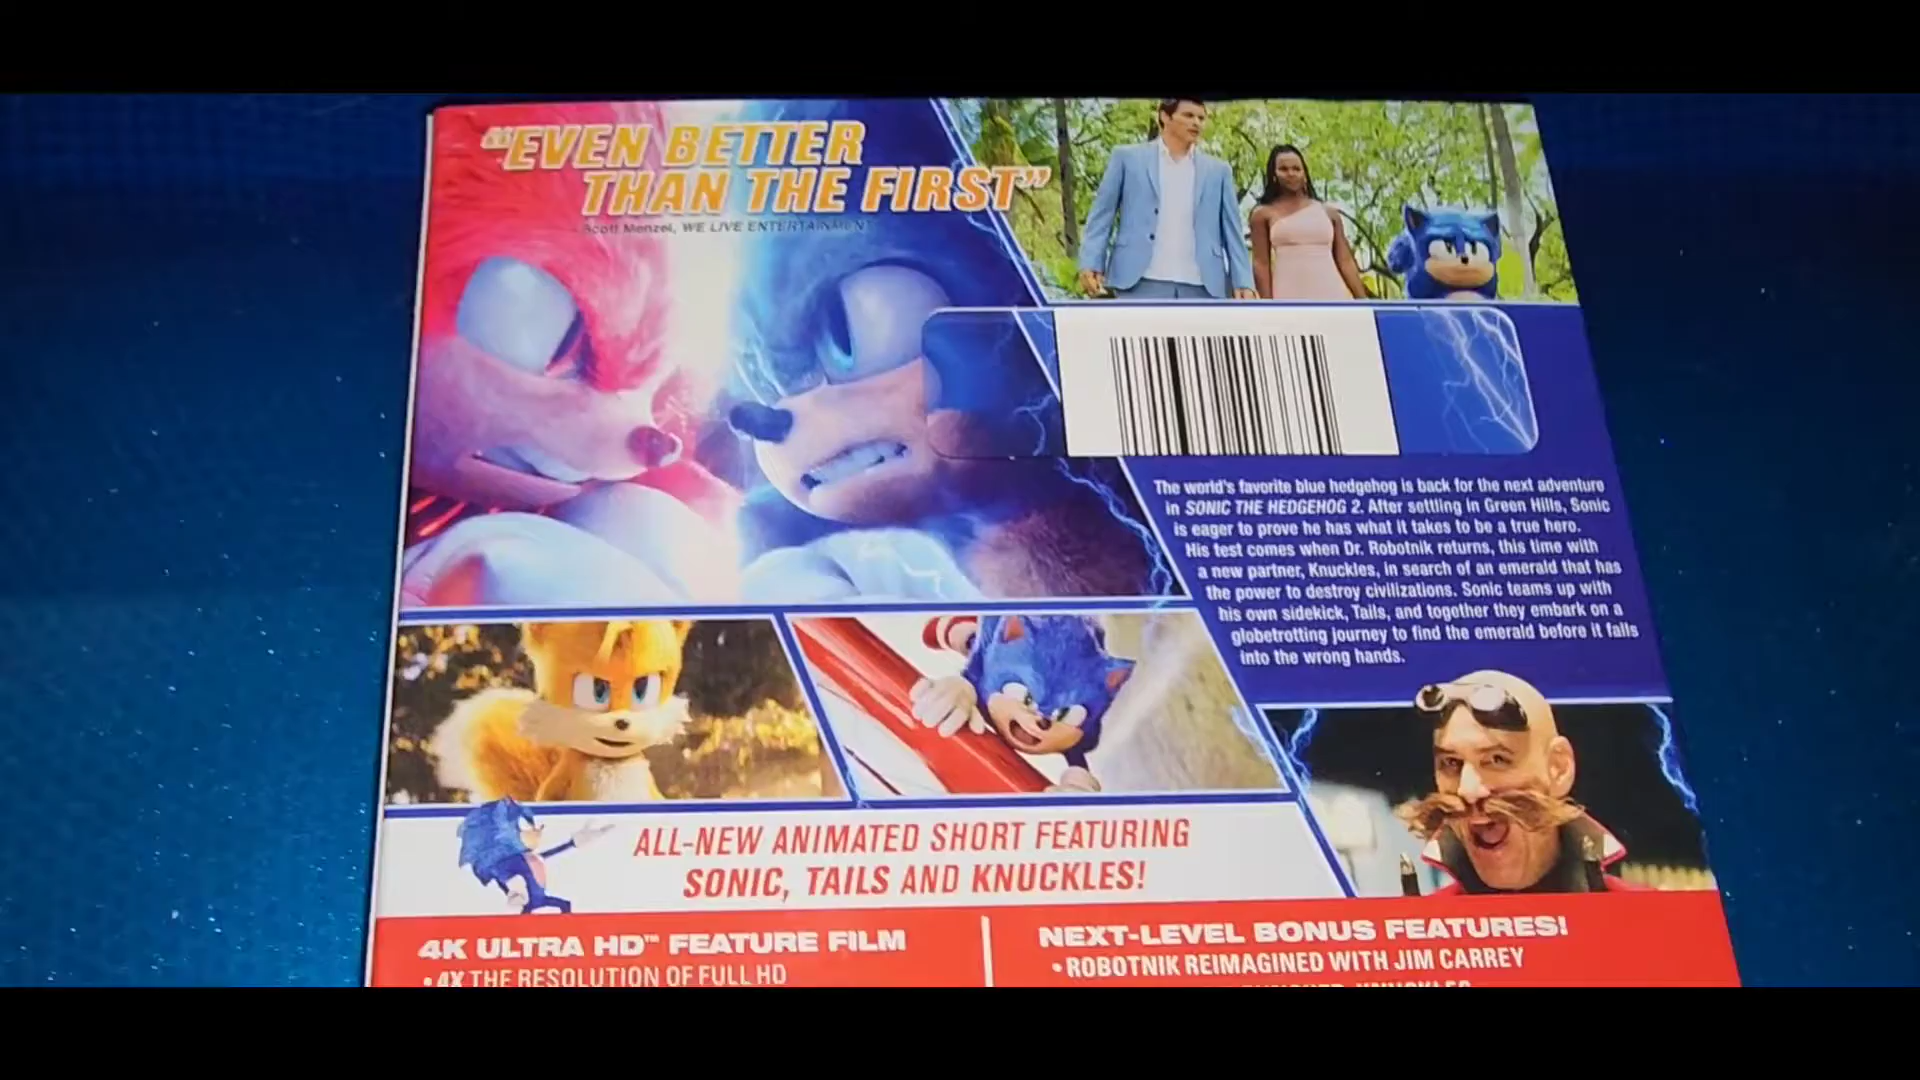 “EVEN BETTER
THAN THE FIRST”
Scott Menzel, WE LIVE ENTERTAINMENT
The world's favorite blue hedgehog is back for the next adventure
in SONIC THE HEDGEHOG 2. After settling in Green Hills, Sonic
is eager to prove he has what it takes to be a true hero.
His test comes when Dr. Robotnik returns, this time with
a new partner, Knuckles, in search of an emerald that has
the power to destroy civilizations. Sonic teams up with
his own sidekick, Tails, and together they embark on a
globetrotting journey to find the emerald before it falls
into the wrong hands.
ALL-NEW ANIMATED SHORT FEATURING
SONIC, TAILS AND KNUCKLES!
4K ULTRA HD™ FEATURE FILM
• 4X THE RESOLUTION OF FULL HD
NEXT-LEVEL BONUS FEATURES!
• ROBOTNIK REIMAGINED WITH JIM CARREY